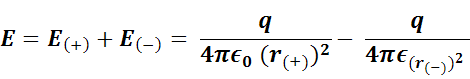 E = E₍₊₎ + E₍₋₎ = q / 4πϵ₀ (r₍₊₎)² − q / 4πϵ₍r₍₋₎₎²